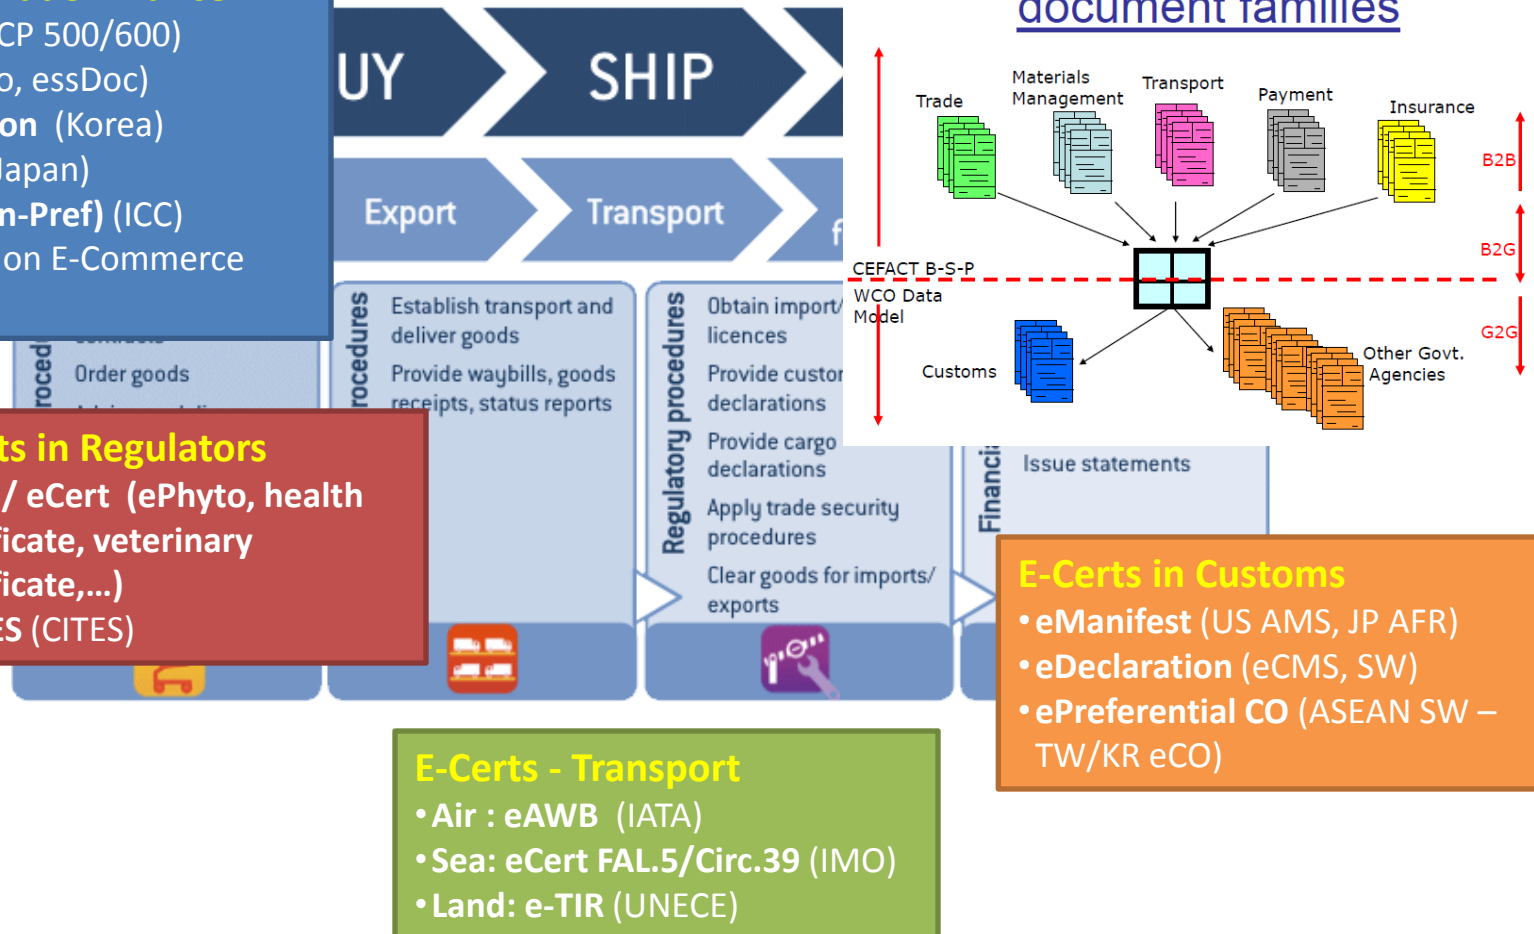 CP 500/600)
o, essDoc)
on (Korea)
Japan)
n-Pref) (ICC)
on E-Commerce
UY
SHIP
Export
Transport
document families
Trade
Materials
Management
Transport
Payment
Insurance
B2B
B2G
G2G
CEFACT B-S-P
WCO Data
Model
Customs
Other Govt.
Agencies
Order goods
rocedures
Establish transport and
deliver goods
Provide waybills, goods
receipts, status reports
Regulatory procedures
Obtain import/
licences
Provide custo
declarations
Provide cargo
declarations
Apply trade security
procedures
Clear goods for imports/
exports
Financi
Issue statements
ts in Regulators
/ eCert (ePhyto, health
ficate, veterinary
ficate,...)
ES (CITES)
E-Certs in Customs
• eManifest (US AMS, JP AFR)
• eDeclaration (eCMS, SW)
• ePreferential CO (ASEAN SW –
TW/KR eCO)
E-Certs - Transport
• Air : eAWB (IATA)
• Sea: eCert FAL.5/Circ.39 (IMO)
• Land: e-TIR (UNECE)